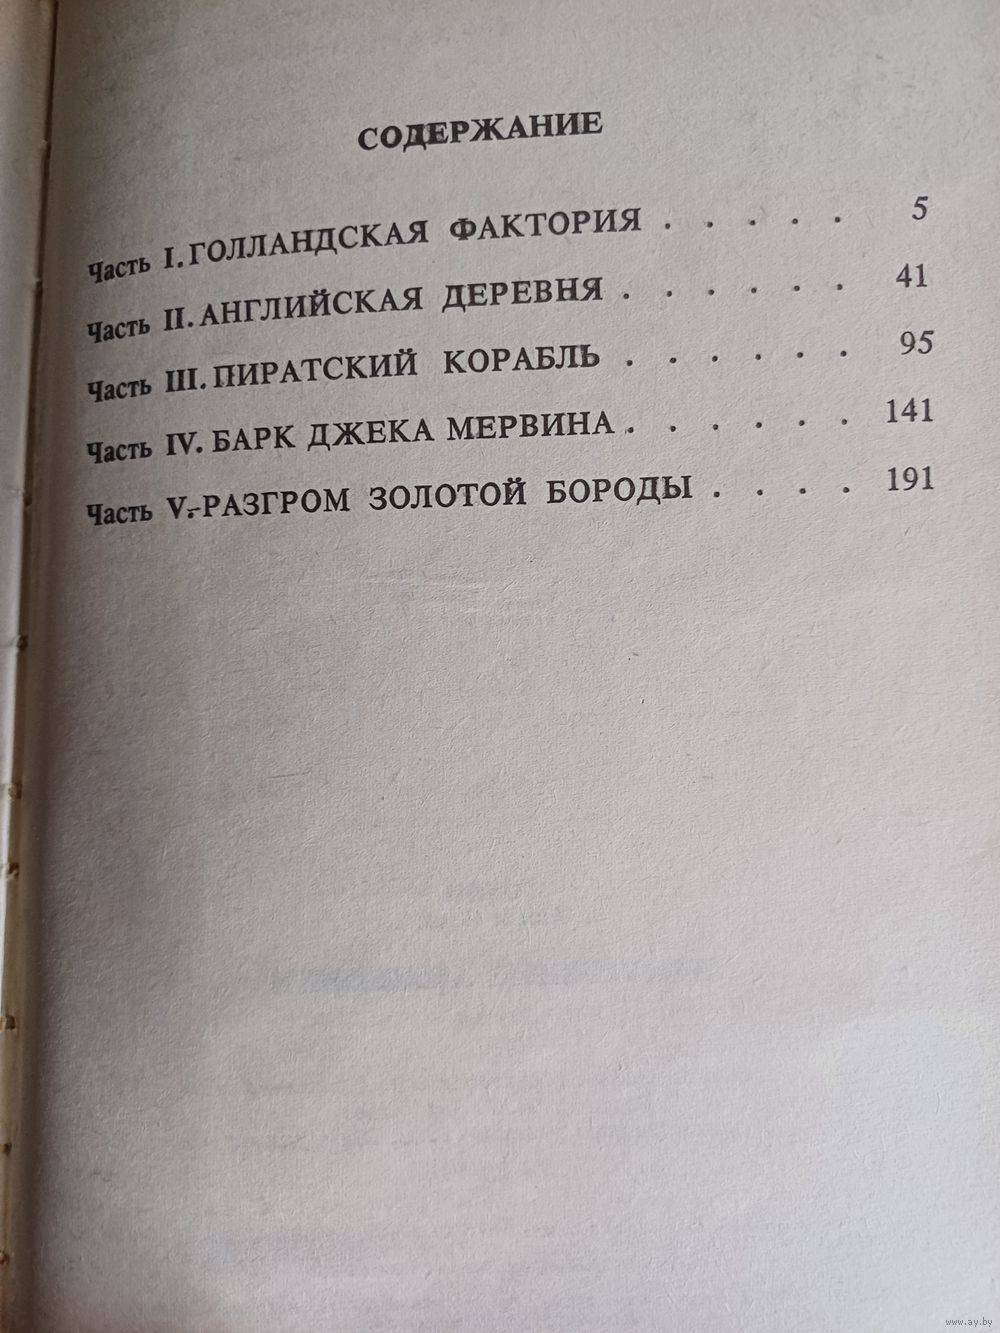 СОДЕРЖАНИЕ
Часть I. ГОЛЛАНДСКАЯ ФАКТОРИЯ . . . . . 5
Часть II. АНГЛИЙСКАЯ ДЕРЕВНЯ . . . . . . 41
Часть III. ПИРАТСКИЙ КОРАБЛЬ . . . . . . 95
Часть IV. БАРК ДЖЕКА МЕРВИНА . . . . . . 141
Часть V.-РАЗГРОМ ЗОЛОТОЙ БОРОДЫ . . . . 191
www.ay.by